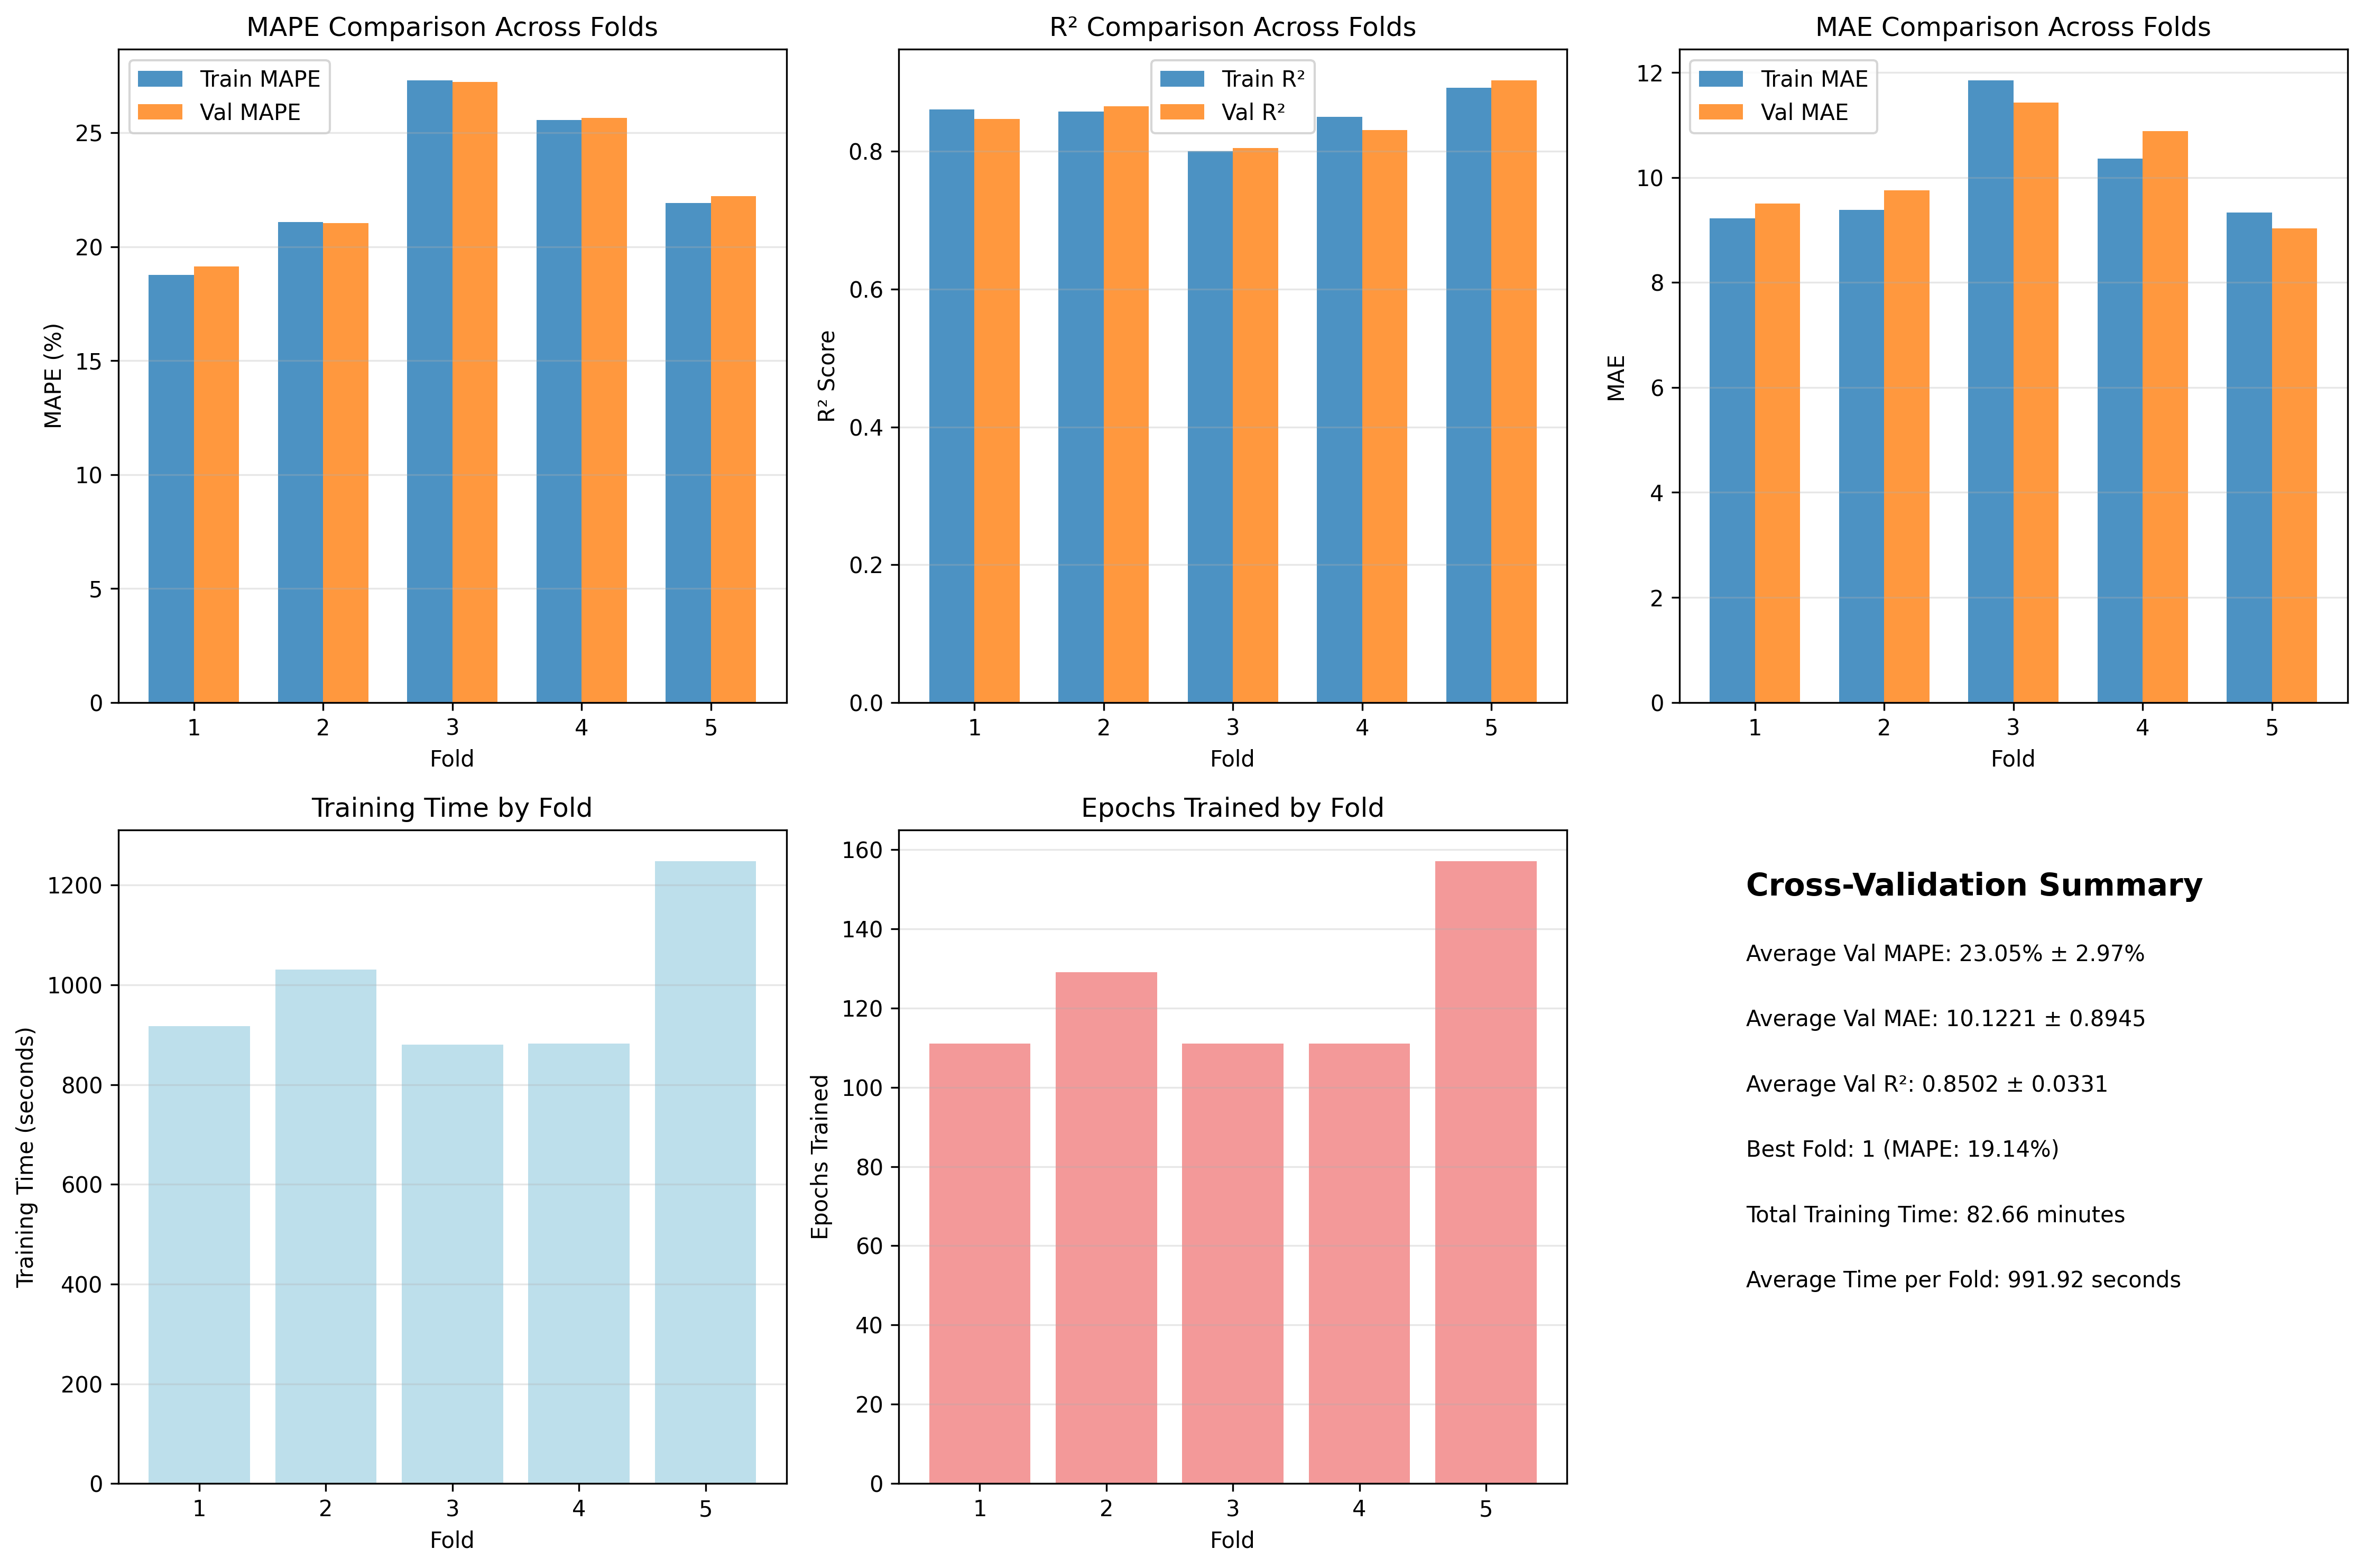 MAPE Comparison Across Folds
Train MAPE
Val MAPE
MAPE (%)
25
20
15
10
5
0
1 2 3 4 5
Fold
R² Comparison Across Folds
Train R²
Val R²
R² Score
0.8
0.6
0.4
0.2
0.0
1 2 3 4 5
Fold
MAE Comparison Across Folds
Train MAE
Val MAE
MAE
12
10
8
6
4
2
0
1 2 3 4 5
Fold
Training Time by Fold
Training Time (seconds)
1200
1000
800
600
400
200
0
1 2 3 4 5
Fold
Epochs Trained by Fold
Epochs Trained
160
140
120
100
80
60
40
20
0
1 2 3 4 5
Fold
Cross-Validation Summary
Average Val MAPE: 23.05% ± 2.97%
Average Val MAE: 10.1221 ± 0.8945
Average Val R²: 0.8502 ± 0.0331
Best Fold: 1 (MAPE: 19.14%)
Total Training Time: 82.66 minutes
Average Time per Fold: 991.92 seconds